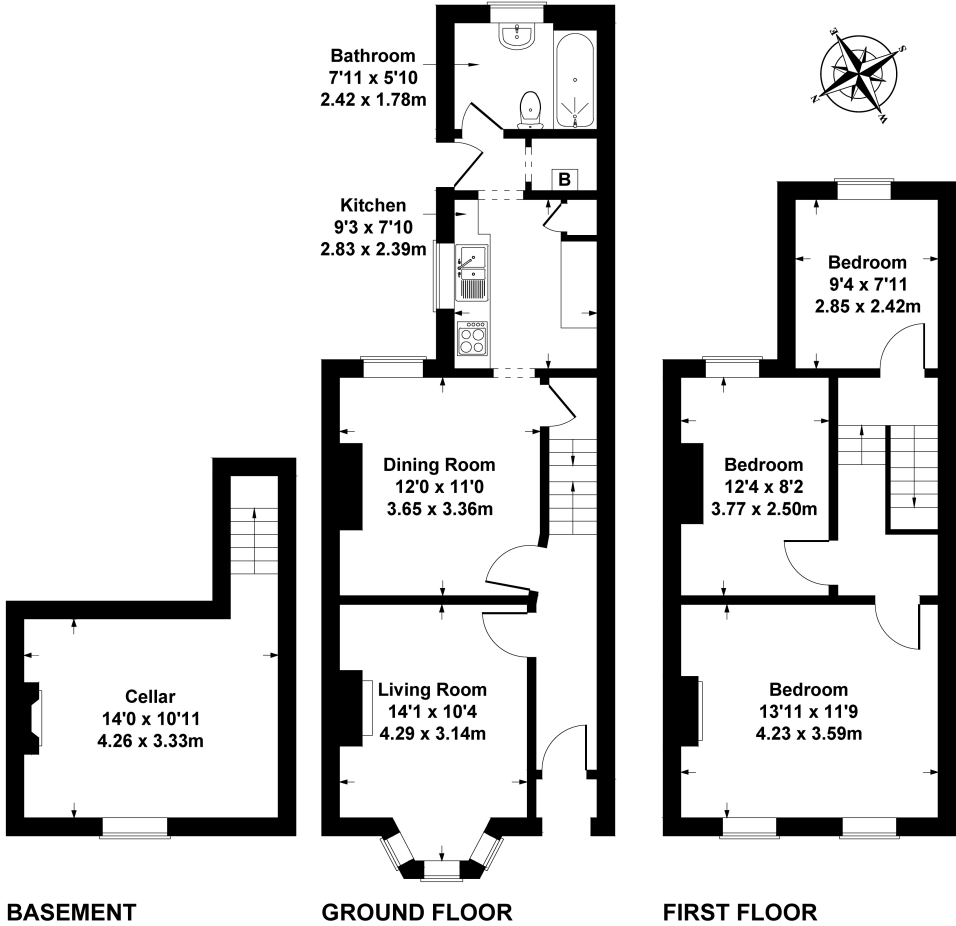 Bathroom
7'11 x 5'10
2.42 x 1.78m
E
S
N
W
B
Kitchen
9'3 x 7'10
2.83 x 2.39m
Bedroom
9'4 x 7'11
2.85 x 2.42m
Dining Room
12'0 x 11'0
3.65 x 3.36m
Bedroom
12'4 x 8'2
3.77 x 2.50m
Cellar
14'0 x 10'11
4.26 x 3.33m
Living Room
14'1 x 10'4
4.29 x 3.14m
Bedroom
13'11 x 11'9
4.23 x 3.59m
BASEMENT
GROUND FLOOR
FIRST FLOOR